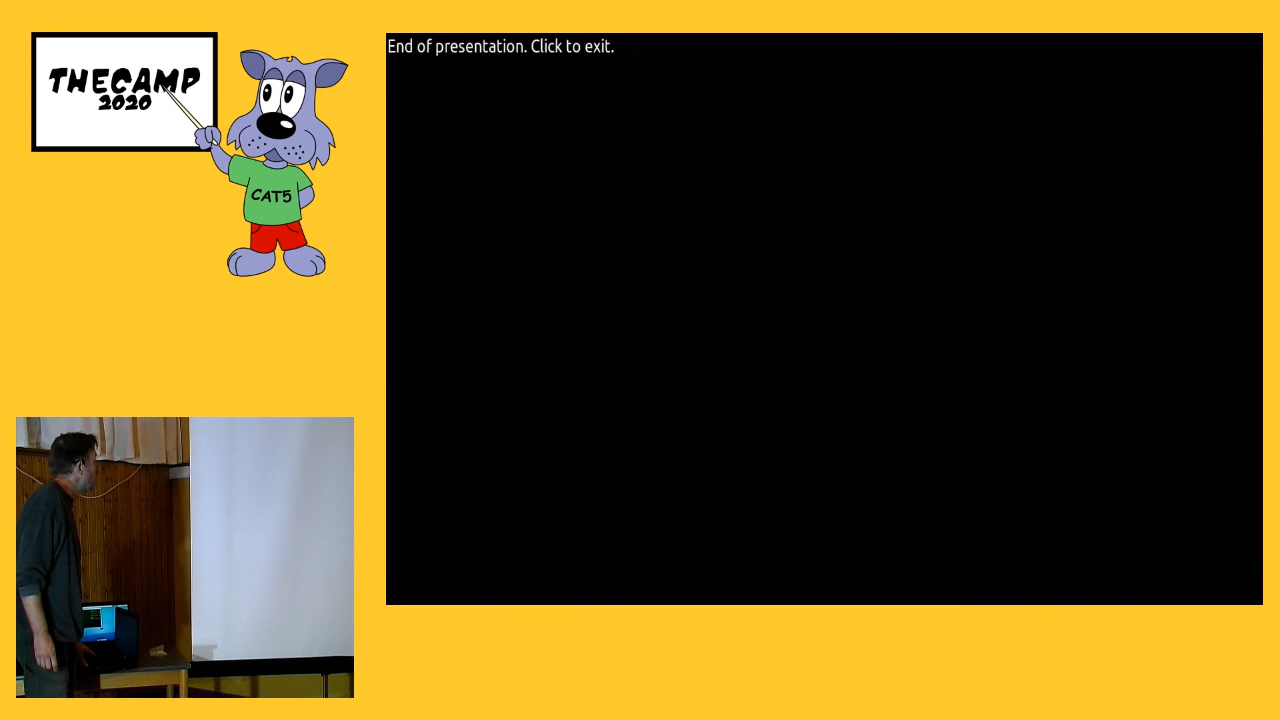 THECAMP
2020
CAT5
End of presentation. Click to exit.